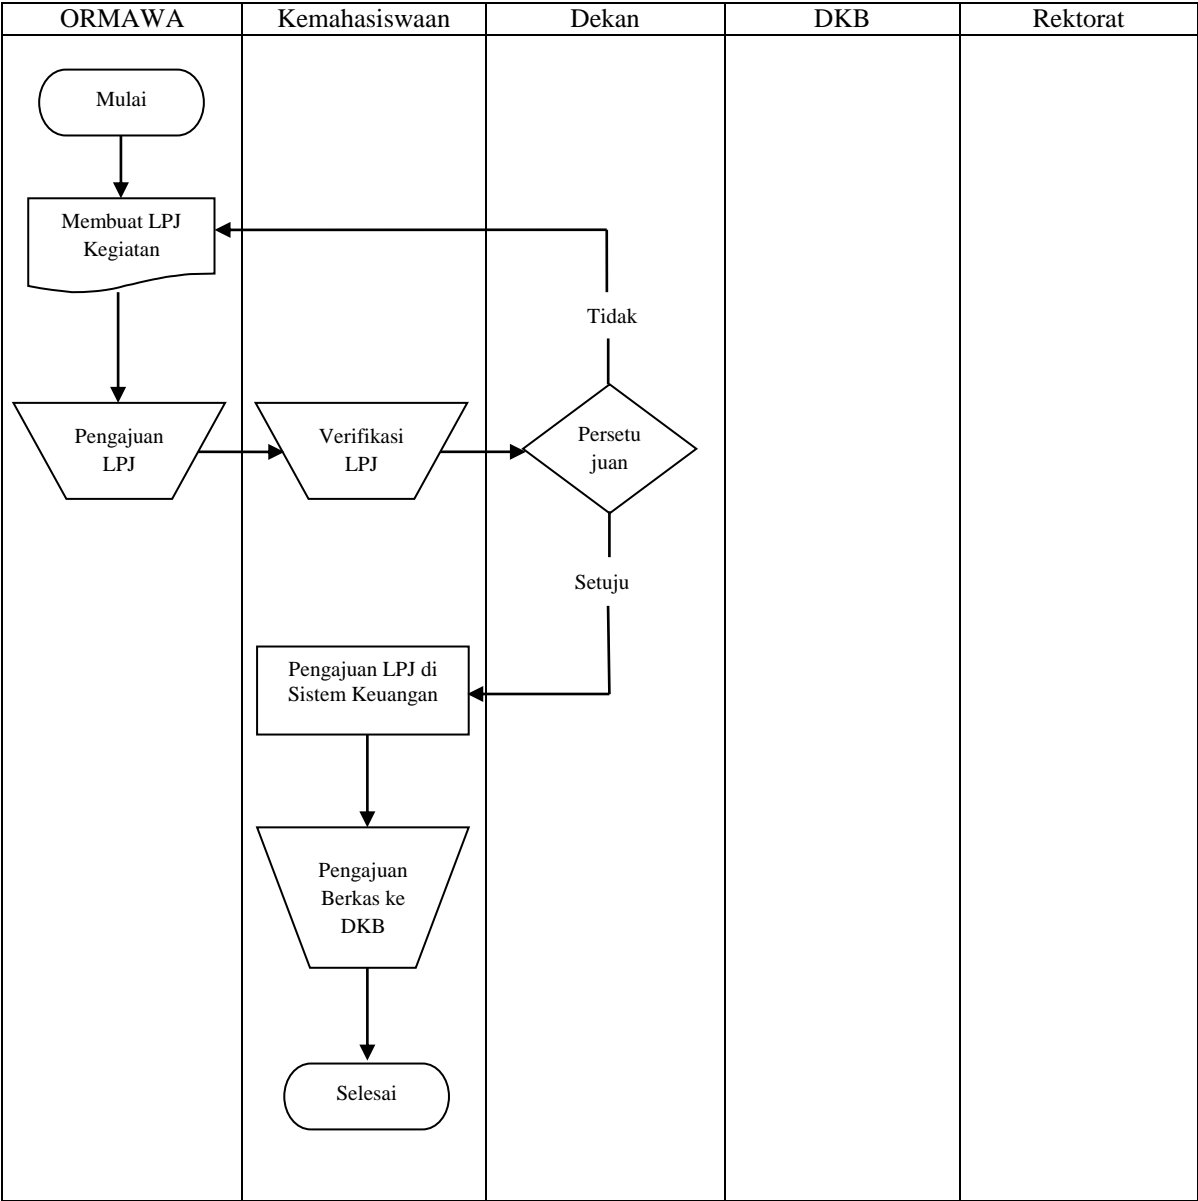 ORMAWA
Kemahasiswaan
Dekan
DKB
Rektorat
Mulai
Membuat LPJ
Kegiatan
Tidak
Pengajuan
LPJ
Verifikasi
LPJ
Persetu
juan
Setuju
Pengajuan LPJ di
Sistem Keuangan
Pengajuan
Berkas ke
DKB
Selesai